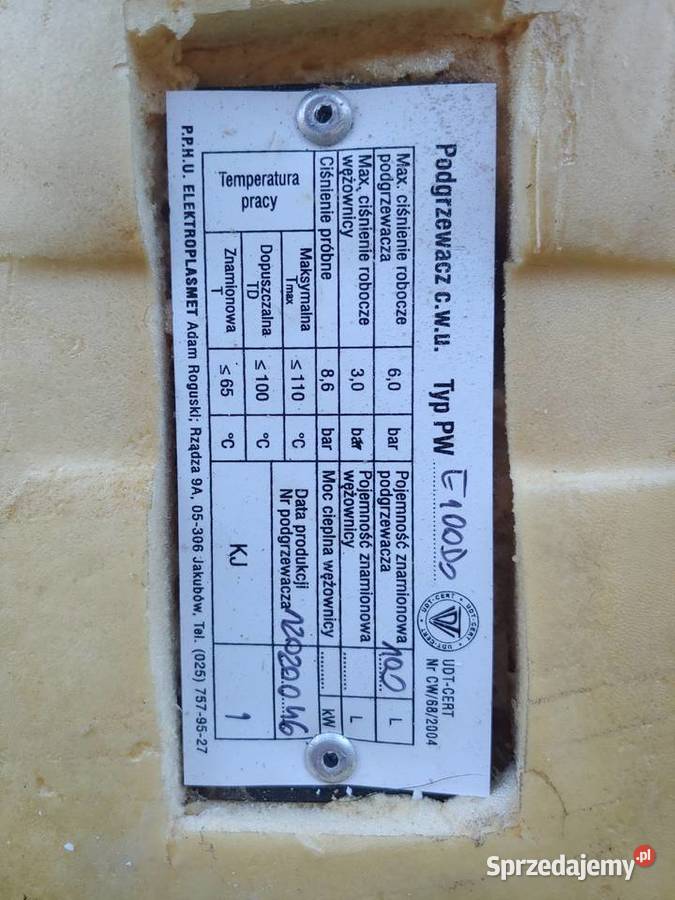 Podgrzewacz c.w.u. Typ PW E100D
UDT-CERT
UDT-CERT
Nr CW/68/2004
Max. ciśnienie robocze podgrzewacza 6,0 bar
Pojemność znamionowa podgrzewacza 100 L
Max. ciśnienie robocze wężownicy 3,0 bar
Pojemność znamionowa wężownicy ........ L
Ciśnienie próbne 8,6 bar
Moc cieplna wężownicy ........ kW
Temperatura pracy
Maksymalna Tmax ≤ 110 °C
Dopuszczalna TD ≤ 100 °C
Znamionowa T ≤ 65 °C
Data produkcji
Nr podgrzewacza
KJ 1
P.P.H.U. ELEKTROPLASMET Adam Roguski; Rządza 9A, 05-306 Jakubów, Tel. (025) 757-95-27
Sprzedajemy.pl